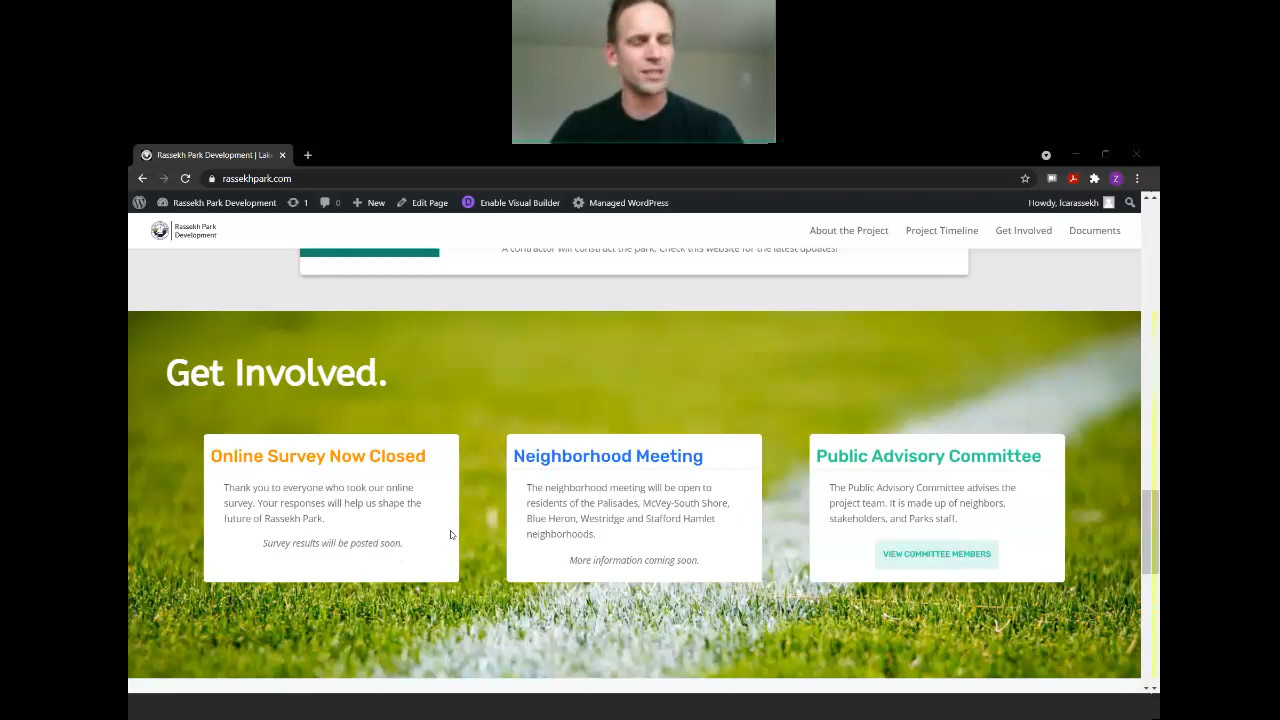 Rassekh Park Development | Lak
rassekhpark.com
Z
Rassekh Park Development
1
0
New
Edit Page
D
Enable Visual Builder
Managed WordPress
Howdy, lcarassekh
Rassekh Park
Development
About the Project
Project Timeline
Get Involved
Documents
A contractor will construct the park. Check this website for the latest updates!
Get Involved.
Online Survey Now Closed
Thank you to everyone who took our online
survey. Your responses will help us shape the
future of Rassekh Park.
Survey results will be posted soon.
Neighborhood Meeting
The neighborhood meeting will be open to
residents of the Palisades, McVey-South Shore,
Blue Heron, Westridge and Stafford Hamlet
neighborhoods.
More information coming soon.
Public Advisory Committee
The Public Advisory Committee advises the
project team. It is made up of neighbors,
stakeholders, and Parks staff.
VIEW COMMITTEE MEMBERS